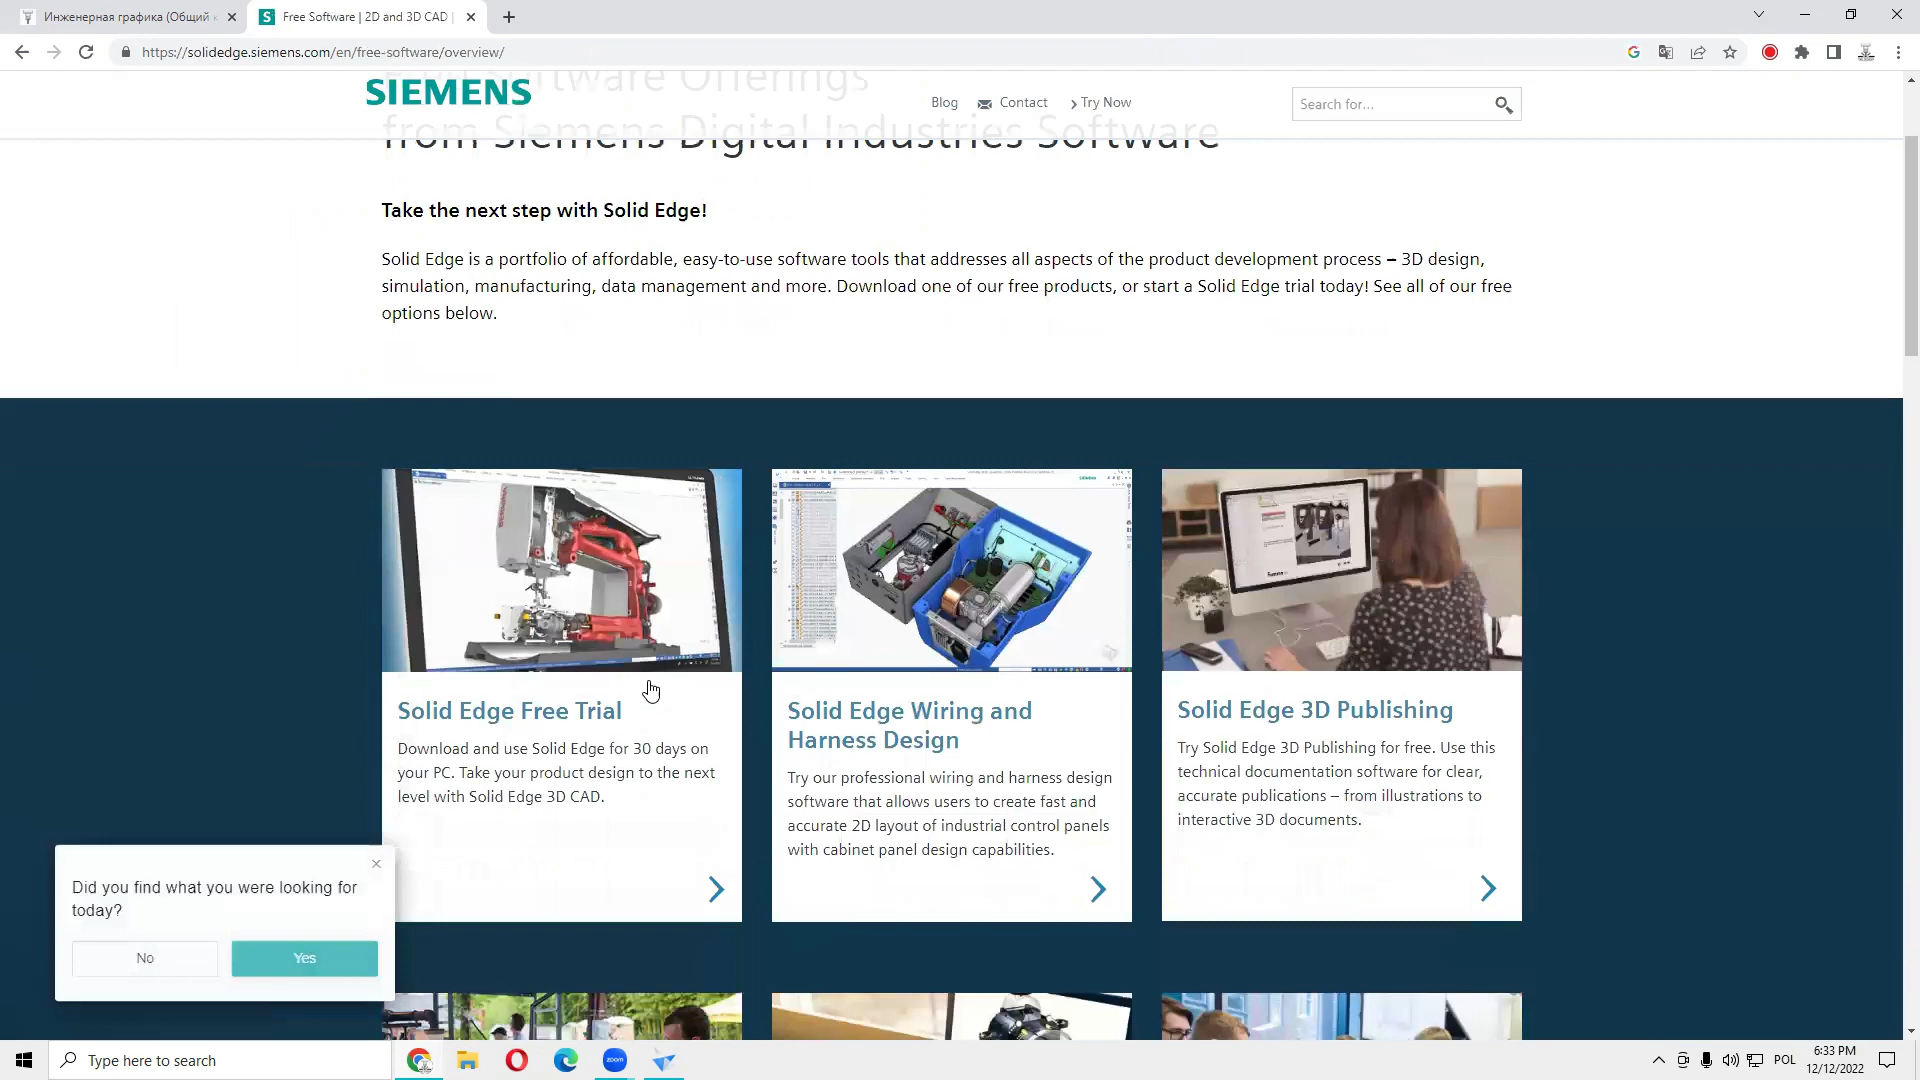 Инженерная графика (Общий к
Free Software | 2D and 3D CAD |
https://solidedge.siemens.com/en/free-software/overview/
Software Offerings
from Siemens Digital Industries Software
SIEMENS
Blog
Contact
Try Now
Search for...
Take the next step with Solid Edge!
Solid Edge is a portfolio of affordable, easy-to-use software tools that addresses all aspects of the product development process – 3D design,
simulation, manufacturing, data management and more. Download one of our free products, or start a Solid Edge trial today! See all of our free
options below.
Solid Edge Free Trial
Download and use Solid Edge for 30 days on
your PC. Take your product design to the next
level with Solid Edge 3D CAD.
Solid Edge Wiring and
Harness Design
Try our professional wiring and harness design
software that allows users to create fast and
accurate 2D layout of industrial control panels
with cabinet panel design capabilities.
Solid Edge 3D Publishing
Try Solid Edge 3D Publishing for free. Use this
technical documentation software for clear,
accurate publications – from illustrations to
interactive 3D documents.
Did you find what you were looking for
today?
No
Yes
Type here to search
zoom
POL
6:33 PM
12/12/2022